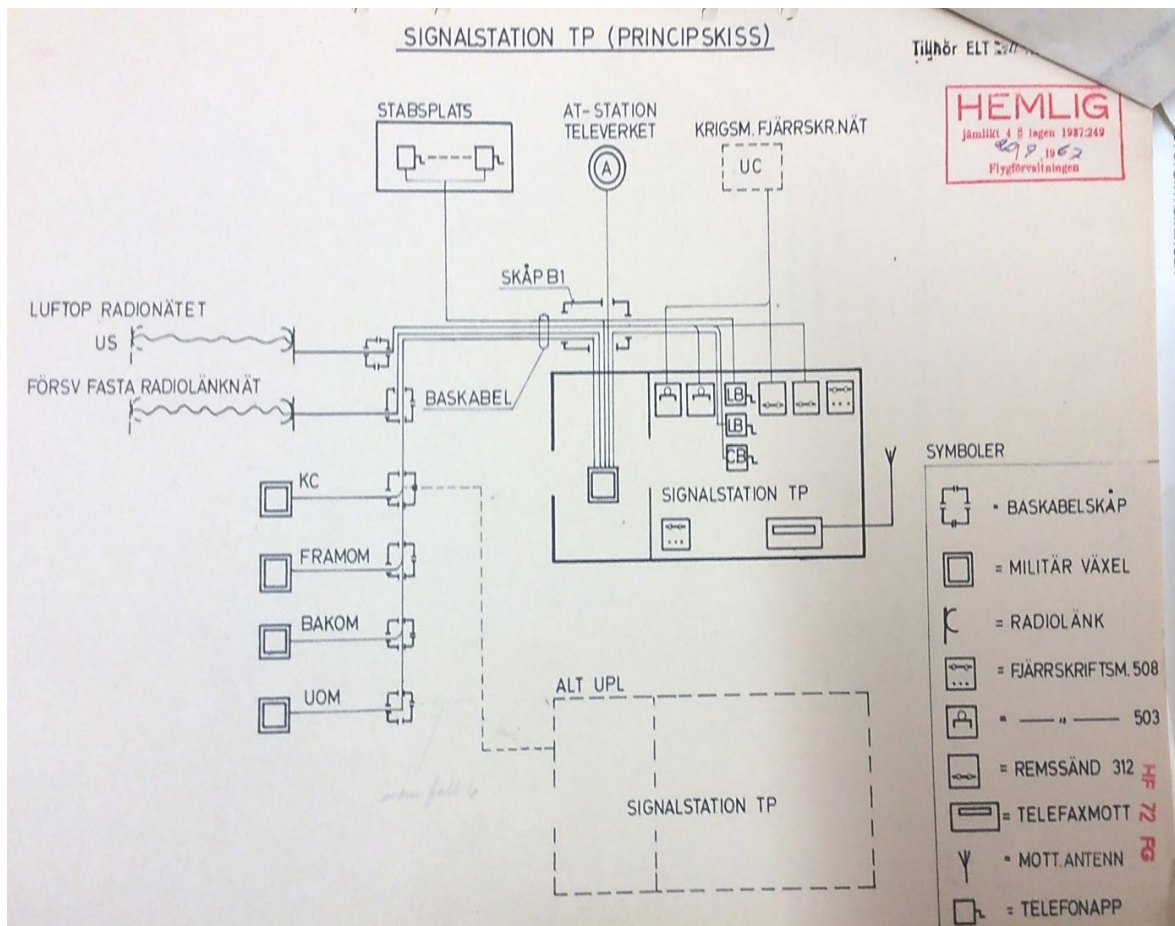 SIGNALSTATION TP (PRINCIPSKISS)
Tillhör ELT
HEMLIG
jämlikt 4 § lagen 1937:249
1962
Flygförvaltningen
STABSPLATS
AT-STATION
TELEVERKET
A
KRIGSM. FJÄRRSKR. NÄT
UC
SKÅP B1
LUFTOP RADIONÄTET
US
FÖRSV FASTA RADIOLÄNKNÄT
BASKABEL
LB
LB
CB
SIGNALSTATION TP
KC
FRAMOM
BAKOM
UOM
ALT UPL
SIGNALSTATION TP
SYMBOLER
= BASKABELSKÅP
= MILITÄR VÄXEL
= RADIOLÄNK
= FJÄRRSKRIFTSM. 508
" — " — 503
= REMSSÄND 312
= TELEFAXMOTT
= MOTT. ANTENN
= TELEFONAPP
HF 72 FG